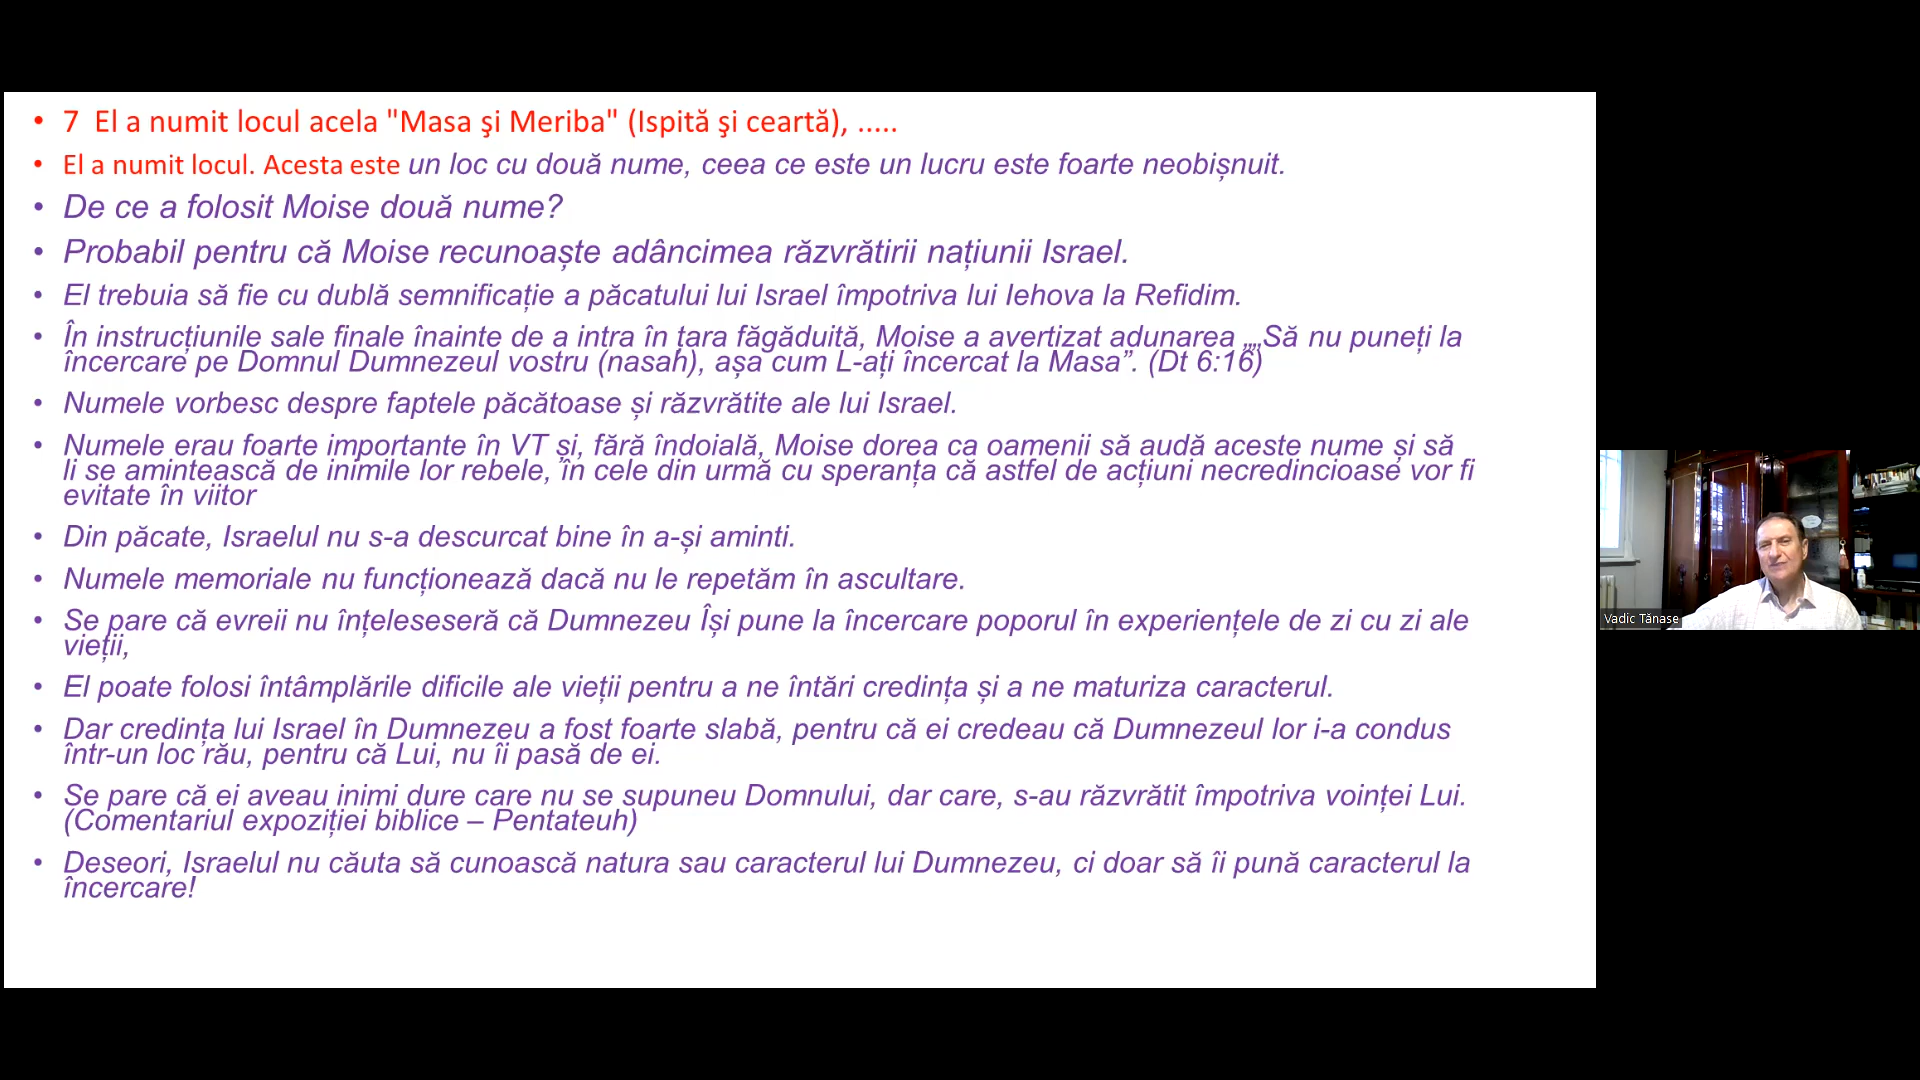 • 7 El a numit locul acela "Masa şi Meriba" (Ispită şi ceartă), .....
• El a numit locul. Acesta este un loc cu două nume, ceea ce este un lucru este foarte neobișnuit.
• De ce a folosit Moise două nume?
• Probabil pentru că Moise recunoaște adâncimea răzvrătirii națiunii Israel.
• El trebuia să fie cu dublă semnificație a păcatului lui Israel împotriva lui Iehova la Refidim.
• În instrucțiunile sale finale înainte de a intra în țara făgăduită, Moise a avertizat adunarea „„Să nu puneți la
încercare pe Domnul Dumnezeul vostru (nasah), așa cum L-ați încercat la Masa”. (Dt 6:16)
• Numele vorbesc despre faptele păcătoase și răzvrătite ale lui Israel.
• Numele erau foarte importante în VT și, fără îndoială, Moise dorea ca oamenii să audă aceste nume și să
li se amintească de inimile lor rebele, în cele din urmă cu speranța că astfel de acțiuni necredincioase vor fi
evitate în viitor
• Din păcate, Israelul nu s-a descurcat bine în a-și aminti.
• Numele memoriale nu funcționează dacă nu le repetăm în ascultare.
• Se pare că evreii nu înțeleseseră că Dumnezeu Își pune la încercare poporul în experiențele de zi cu zi ale
vieții,
• El poate folosi întâmplările dificile ale vieții pentru a ne întări credința și a ne maturiza caracterul.
• Dar credința lui Israel în Dumnezeu a fost foarte slabă, pentru că ei credeau că Dumnezeul lor i-a condus
într-un loc rău, pentru că Lui, nu îi pasă de ei.
• Se pare că ei aveau inimi dure care nu se supuneu Domnului, dar care, s-au răzvrătit împotriva voinței Lui.
(Comentariul expoziției biblice – Pentateuh)
• Deseori, Israelul nu căuta să cunoască natura sau caracterul lui Dumnezeu, ci doar să îi pună caracterul la
încercare!
Vadic Tănase